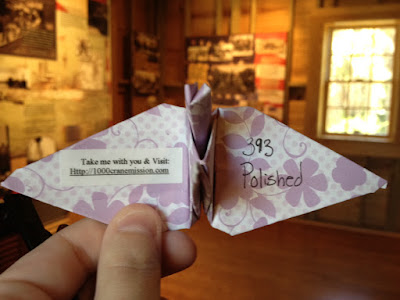 Take me with you & Visit:
Http://1000cranemission.com
393
Polished